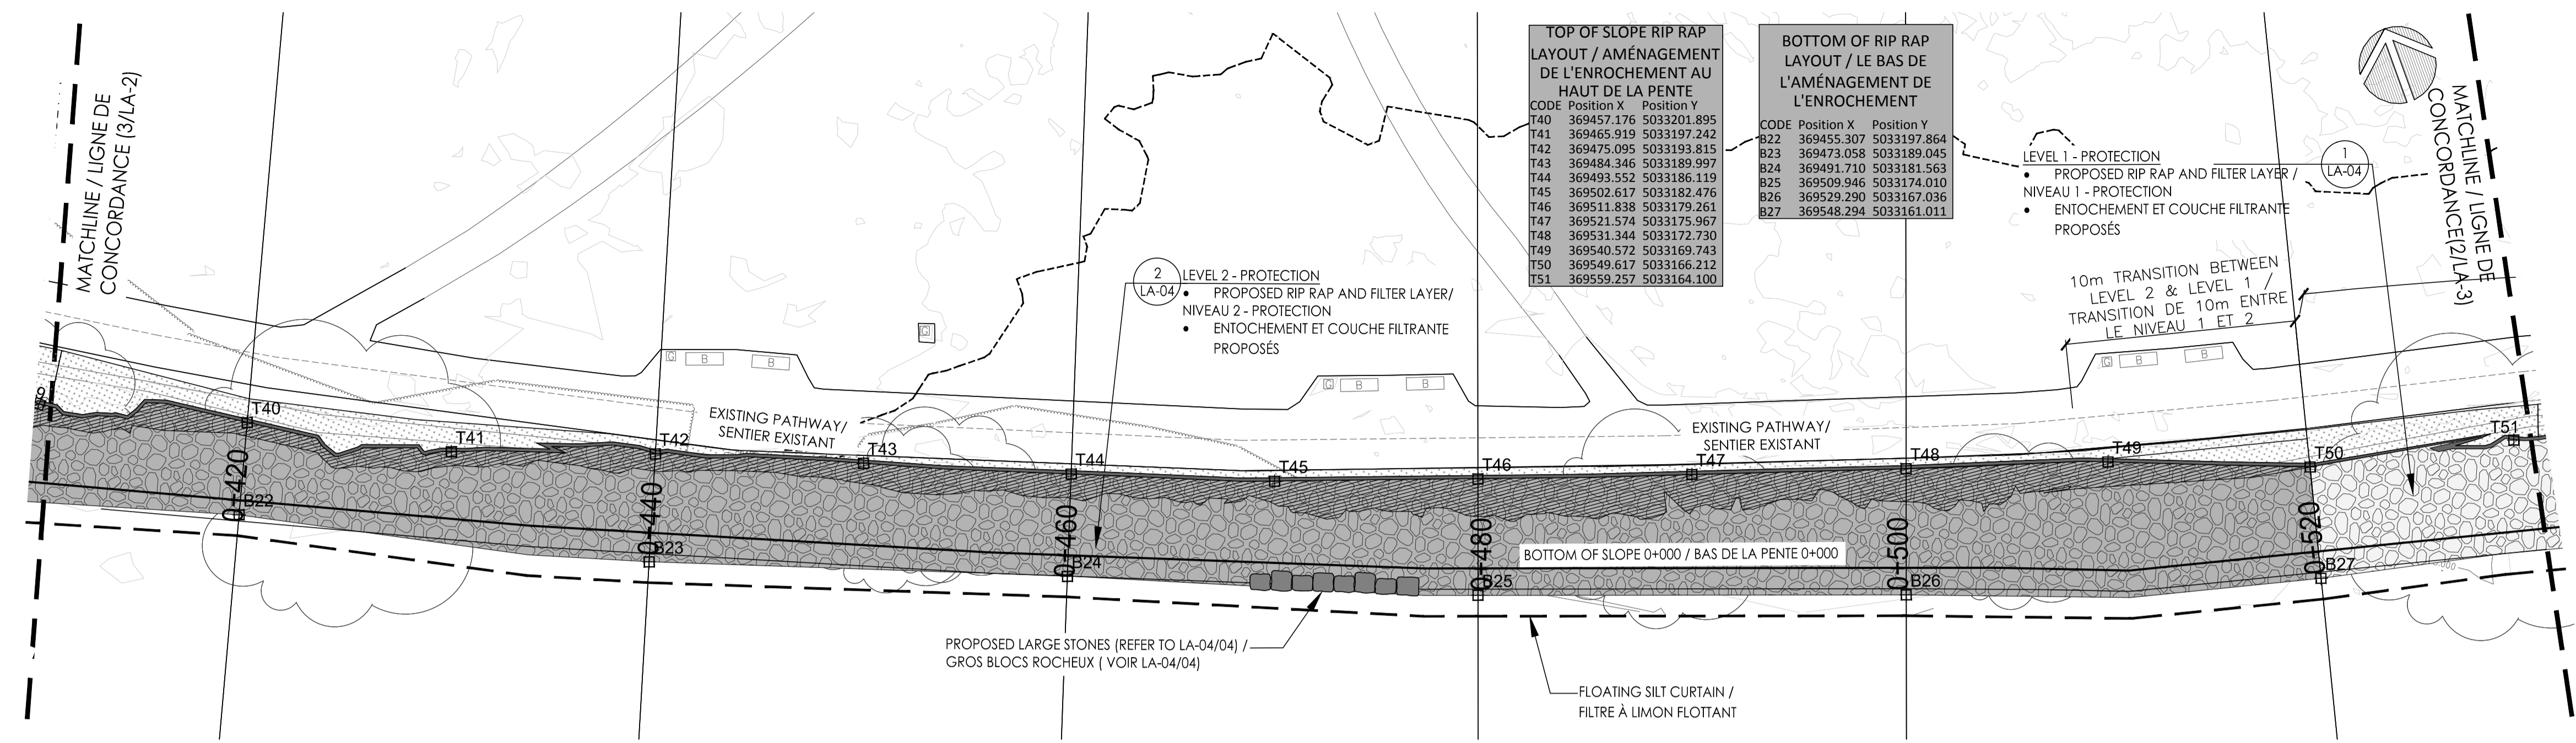 MATCHLINE / LIGNE DE
CONCORDANCE (3/LA-2)
TOP OF SLOPE RIP RAP
LAYOUT / AMÉNAGEMENT
DE L'ENROCHEMENT AU
HAUT DE LA PENTE
CODE Position X Position Y
T40 369457.176 5033201.895
T41 369465.919 5033197.242
T42 369475.095 5033193.815
T43 369484.346 5033189.997
T44 369493.552 5033186.119
T45 369502.617 5033182.476
T46 369511.838 5033179.261
T47 369521.574 5033175.967
T48 369531.344 5033172.730
T49 369540.572 5033169.743
T50 369549.617 5033166.212
T51 369559.257 5033164.100
BOTTOM OF RIP RAP
LAYOUT / LE BAS DE
L'AMÉNAGEMENT DE
L'ENROCHEMENT
CODE Position X Position Y
B22 369455.307 5033197.864
B23 369473.058 5033189.045
B24 369491.710 5033181.563
B25 369509.946 5033174.010
B26 369529.290 5033167.036
B27 369548.294 5033161.011
LEVEL 1 - PROTECTION
• PROPOSED RIP RAP AND FILTER LAYER /
NIVEAU 1 - PROTECTION
• ENTOCHEMENT ET COUCHE FILTRANTE
PROPOSÉS
1
LA-04
MATCHLINE / LIGNE DE
CONCORDANCE(2/LA-3)
2
LA-04
LEVEL 2 - PROTECTION
• PROPOSED RIP RAP AND FILTER LAYER/
NIVEAU 2 - PROTECTION
• ENTOCHEMENT ET COUCHE FILTRANTE
PROPOSÉS
10m TRANSITION BETWEEN
LEVEL 2 & LEVEL 1 /
TRANSITION DE 10m ENTRE
LE NIVEAU 1 ET 2
G
G B B
G B B
G B B
EXISTING PATHWAY/
SENTIER EXISTANT
EXISTING PATHWAY/
SENTIER EXISTANT
T40
T41
T42
T43
T44
T45
T46
T47
T48
T49
T50
T51
0+420
0+440
0+460
0+480
0+500
0+520
B22
B23
B24
B25
B26
B27
BOTTOM OF SLOPE 0+000 / BAS DE LA PENTE 0+000
PROPOSED LARGE STONES (REFER TO LA-04/04) /
GROS BLOCS ROCHEUX ( VOIR LA-04/04)
FLOATING SILT CURTAIN /
FILTRE À LIMON FLOTTANT